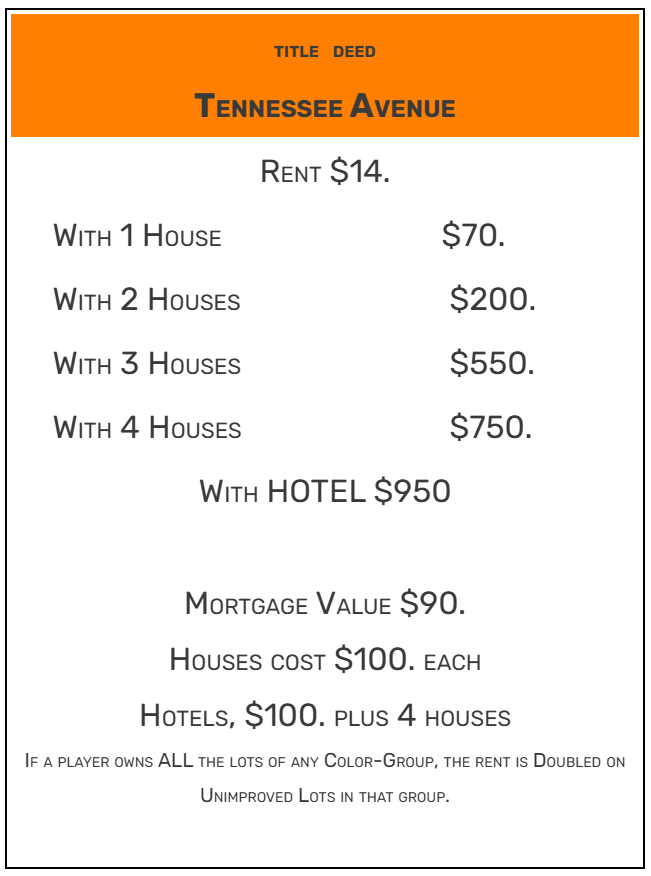 TITLE DEED
TENNESSEE AVENUE
RENT $14.
WITH 1 HOUSE $70.
WITH 2 HOUSES $200.
WITH 3 HOUSES $550.
WITH 4 HOUSES $750.
WITH HOTEL $950
MORTGAGE VALUE $90.
HOUSES COST $100. EACH
HOTELS, $100. PLUS 4 HOUSES
IF A PLAYER OWNS ALL THE LOTS OF ANY COLOR-GROUP, THE RENT IS DOUBLED ON
UNIMPROVED LOTS IN THAT GROUP.